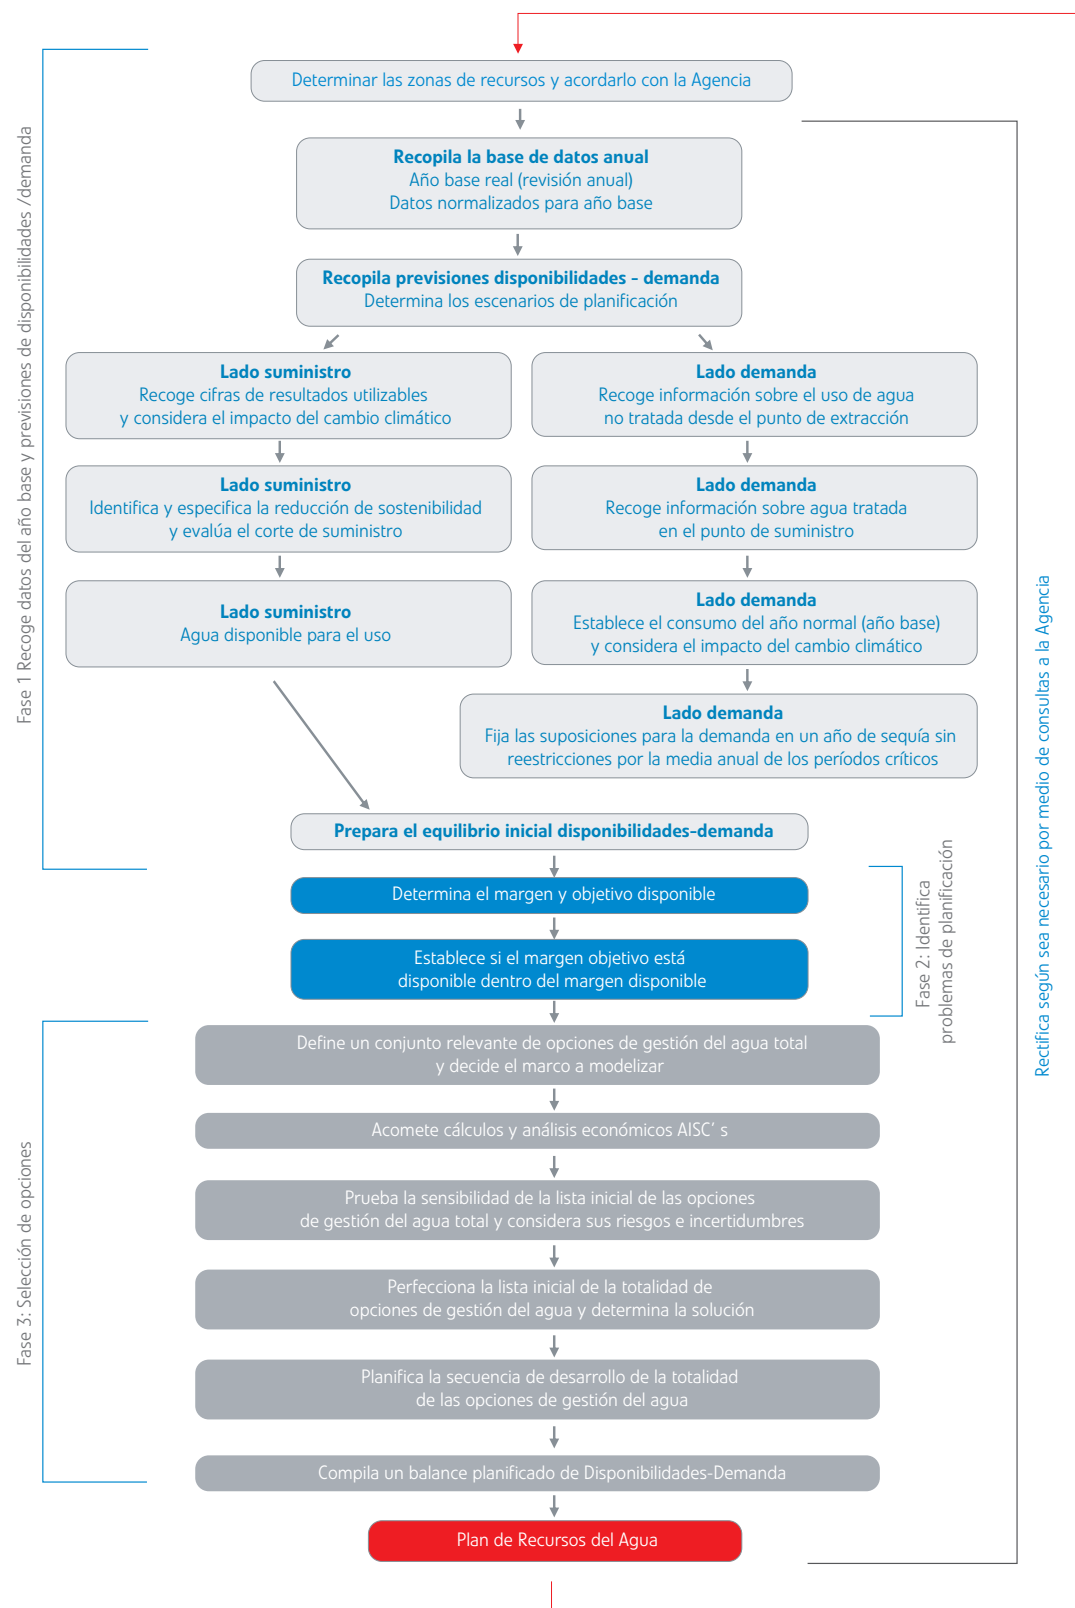 Determinar las zonas de recursos y acordarlo con la Agencia
Recopila la base de datos anual
Año base real (revisión anual)
Datos normalizados para año base
Recopila previsiones disponibilidades - demanda
Determina los escenarios de planificación
Lado suministro
Recoge cifras de resultados utilizables
y considera el impacto del cambio climático
Lado suministro
Identifica y especifica la reducción de sostenibilidad
y evalúa el corte de suministro
Lado suministro
Agua disponible para el uso
Lado demanda
Recoge información sobre el uso de agua
no tratada desde el punto de extracción
Lado demanda
Recoge información sobre agua tratada
en el punto de suministro
Lado demanda
Establece el consumo del año normal (año base)
y considera el impacto del cambio climático
Lado demanda
Fija las suposiciones para la demanda en un año de sequía sin
reestricciones por la media anual de los períodos críticos
Prepara el equilibrio inicial disponibilidades-demanda
Fase 1 Recoge datos del año base y previsiones de disponibilidades /demanda
Determina el margen y objetivo disponible
Establece si el margen objetivo está
disponible dentro del margen disponible
Fase 2: Identifica
problemas de planificación
Define un conjunto relevante de opciones de gestión del agua total
y decide el marco a modelizar
Acomete cálculos y análisis económicos AISC’ s
Prueba la sensibilidad de la lista inicial de las opciones
de gestión del agua total y considera sus riesgos e incertidumbres
Perfecciona la lista inicial de la totalidad de
opciones de gestión del agua y determina la solución
Planifica la secuencia de desarrollo de la totalidad
de las opciones de gestión del agua
Compila un balance planificado de Disponibilidades-Demanda
Fase 3: Selección de opciones
Plan de Recursos del Agua
Rectifica según sea necesario por medio de consultas a la Agencia